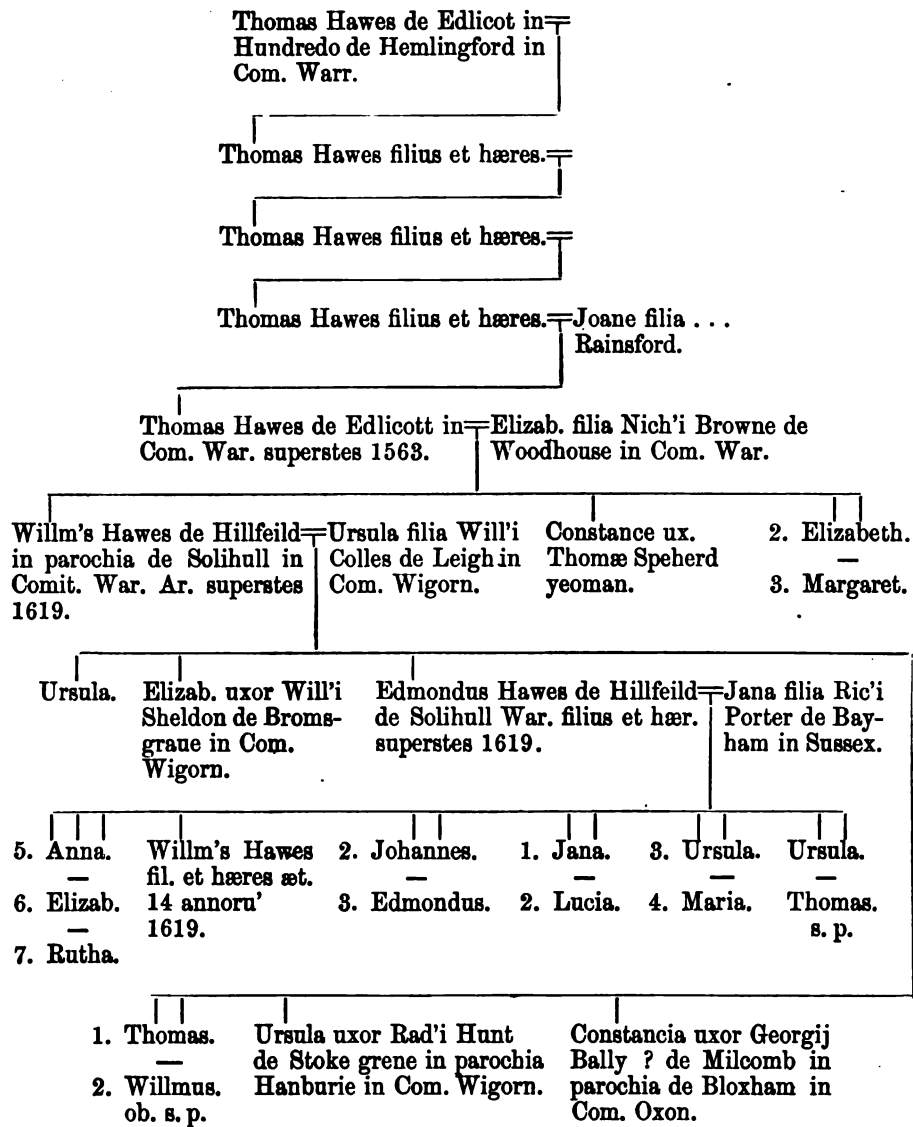 Thomas Hawes de Edlicot in
Hundredo de Hemlingford in
Com. Warr.
Thomas Hawes filius et hæres.
Thomas Hawes filius et hæres.
Thomas Hawes filius et hæres.
Joane filia . . .
Rainsford.
Thomas Hawes de Edlicott in
Com. War. superstes 1563.
Elizab. filia Nich'i Browne de
Woodhouse in Com. War.
Willm's Hawes de Hillfeild
in parochia de Solihull in
Comit. War. Ar. superstes
1619.
Ursula filia Will'i
Colles de Leigh in
Com. Wigorn.
Constance ux.
Thomæ Speherd
yeoman.
2. Elizabeth.
—
3. Margaret.
Ursula.
Elizab. uxor Will'i
Sheldon de Broms-
graue in Com.
Wigorn.
Edmondus Hawes de Hillfeild
de Solihull War. filius et hær.
superstes 1619.
Jana filia Ric'i
Porter de Bay-
ham in Sussex.
5. Anna.
—
6. Elizab.
—
7. Rutha.
Willm's Hawes
fil. et hæres æt.
14 annoru'
1619.
2. Johannes.
—
3. Edmondus.
1. Jana.
—
2. Lucia.
3. Ursula.
—
4. Maria.
Ursula.
—
Thomas.
s. p.
1. Thomas.
—
2. Willmus.
ob. s. p.
Ursula uxor Rad'i Hunt
de Stoke grene in parochia
Hanburie in Com. Wigorn.
Constancia uxor Georgij
Bally ? de Milcomb in
parochia de Bloxham in
Com. Oxon.